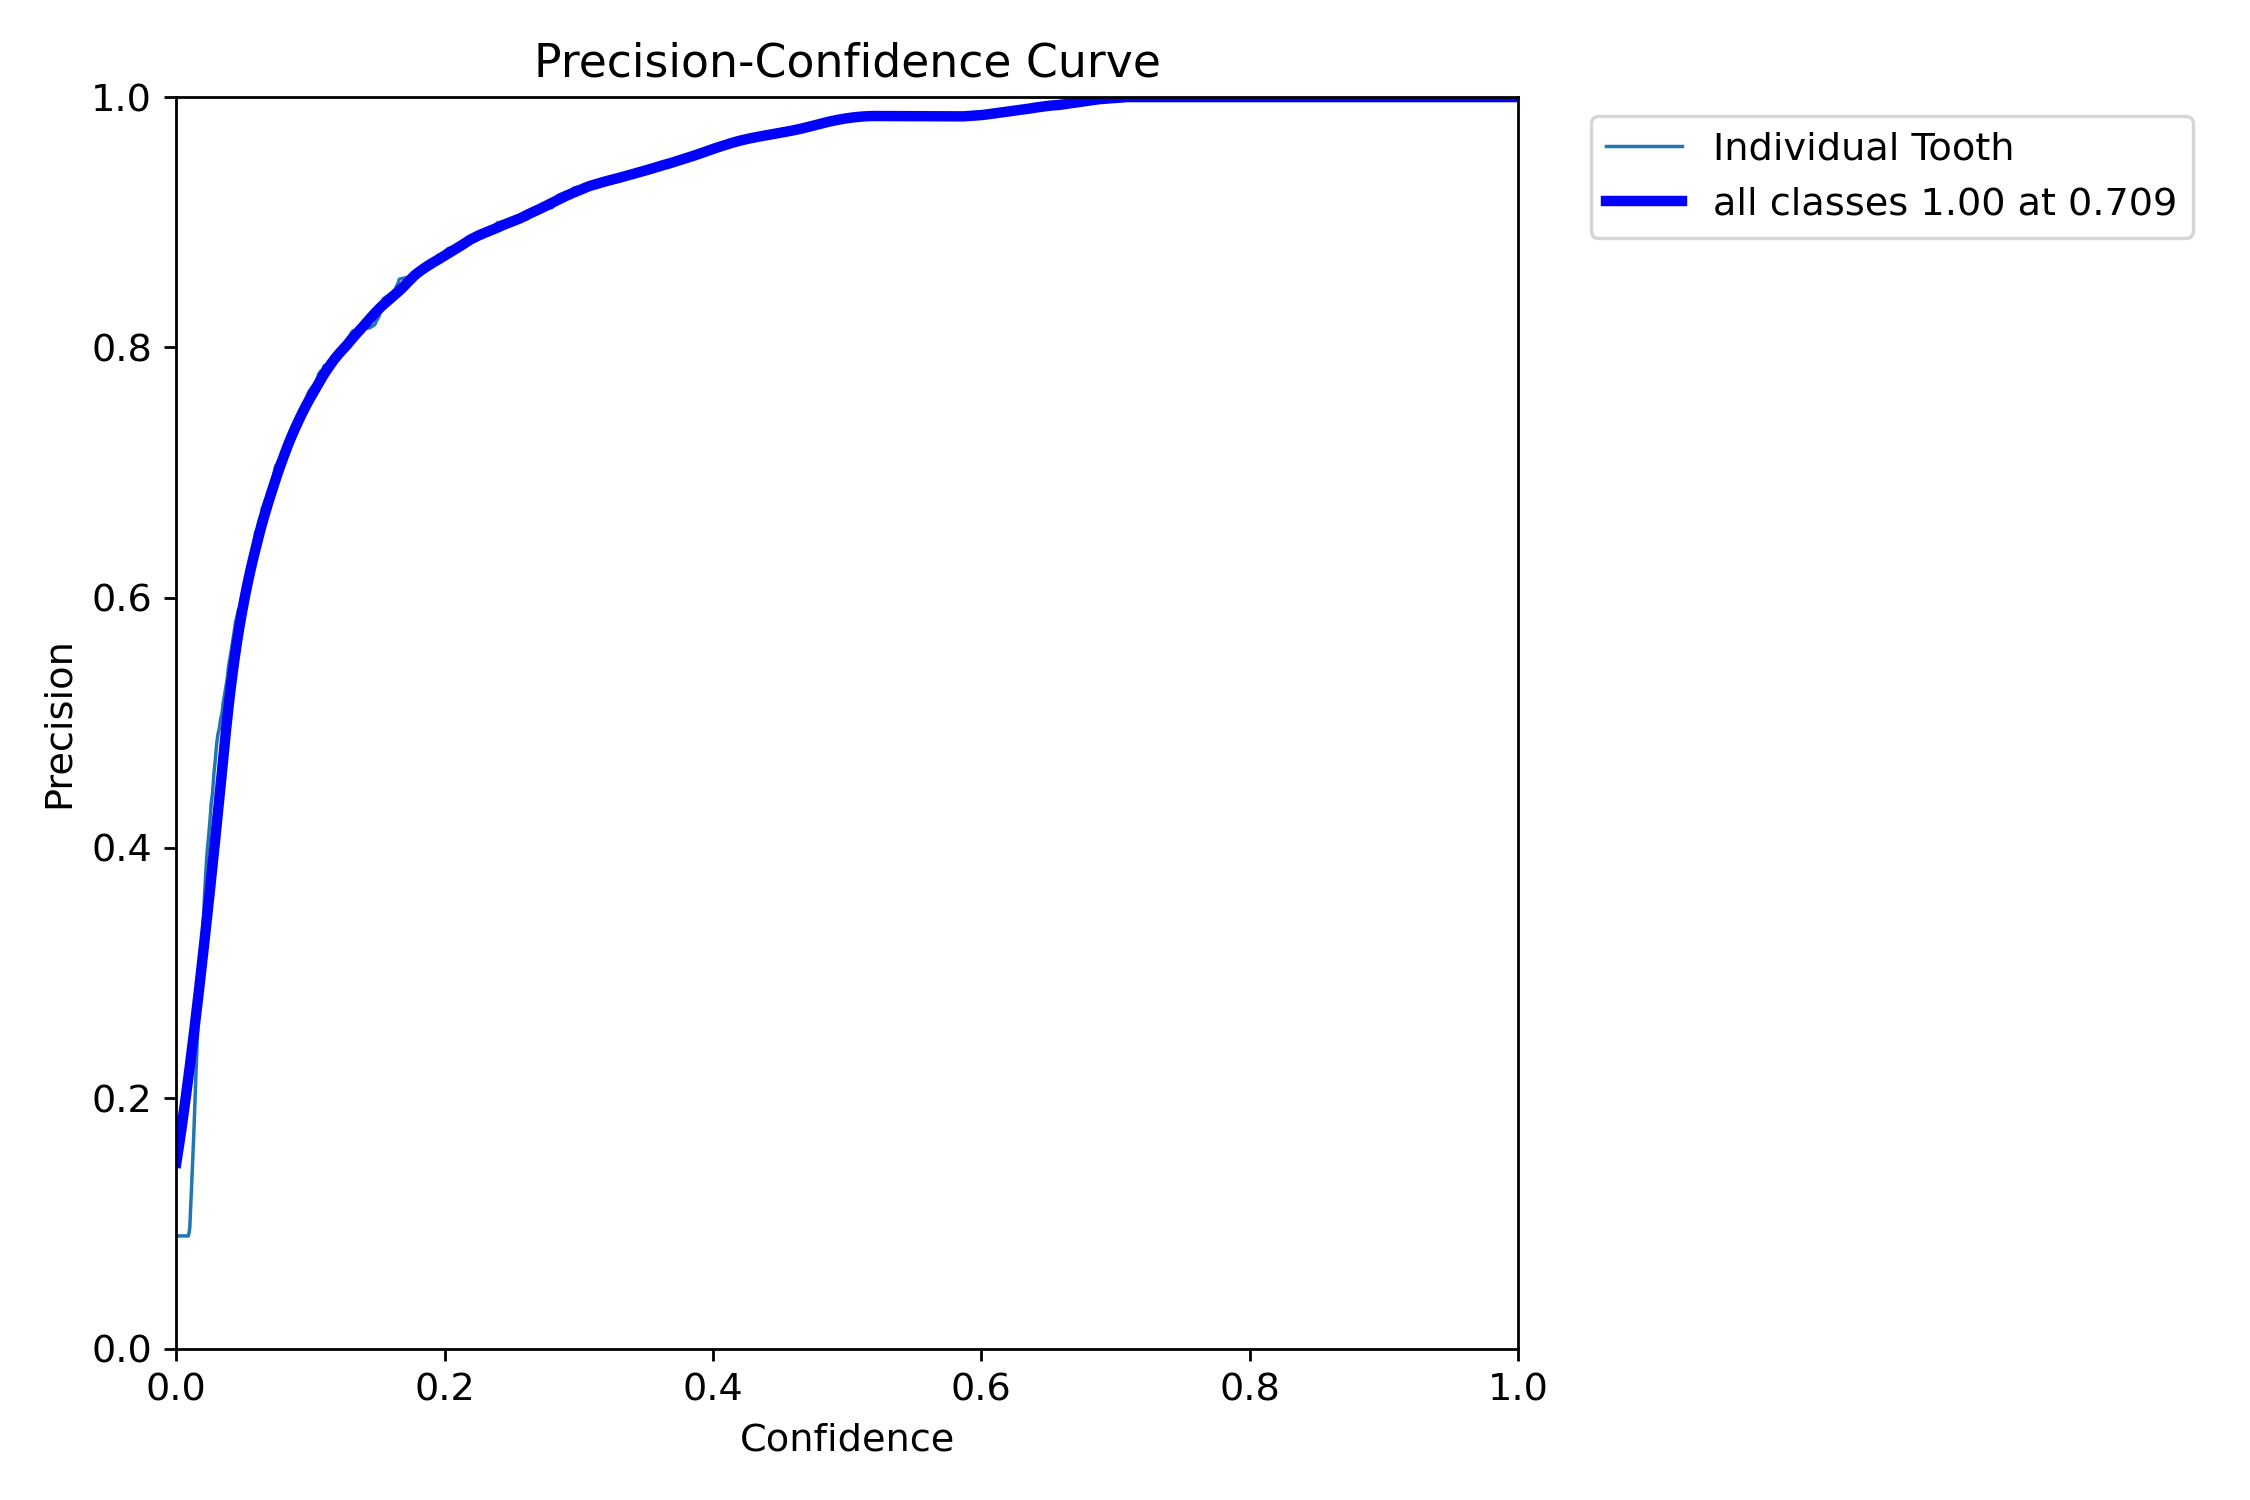 Precision-Confidence Curve
Individual Tooth
all classes 1.00 at 0.709
1.0
0.8
0.6
0.4
0.2
0.0
Precision
0.0 0.2 0.4 0.6 0.8 1.0
Confidence